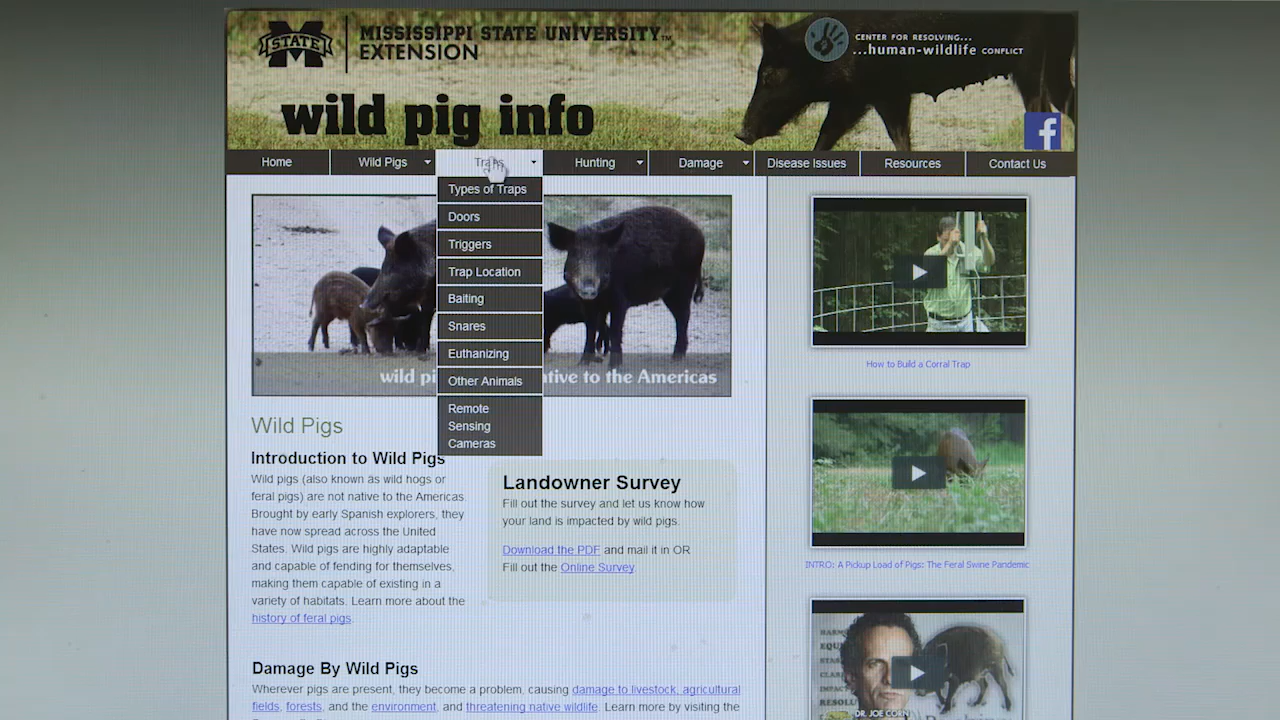 STATE
MISSISSIPPI STATE UNIVERSITY™
EXTENSION
CENTER FOR RESOLVING...
...human-wildlife CONFLICT
wild pig info
f
Home
Wild Pigs
Traps
Hunting
Damage
Disease Issues
Resources
Contact Us
Types of Traps
Doors
Triggers
Trap Location
Baiting
Snares
Euthanizing
Other Animals
Remote
Sensing
Cameras
wild pi
tive to the Americas
How to Build a Corral Trap
Wild Pigs
Introduction to Wild Pigs
Wild pigs (also known as wild hogs or
feral pigs) are not native to the Americas
Brought by early Spanish explorers, they
have now spread across the United
States. Wild pigs are highly adaptable
and capable of fending for themselves,
making them capable of existing in a
variety of habitats. Learn more about the
history of feral pigs.
Landowner Survey
Fill out the survey and let us know how
your land is impacted by wild pigs.
Download the PDF and mail it in OR
Fill out the Online Survey
INTRO: A Pickup Load of Pigs: The Feral Swine Pandemic
Damage By Wild Pigs
Wherever pigs are present, they become a problem, causing damage to livestock, agricultural
fields, forests, and the environment, and threatening native wildlife. Learn more by visiting the
DR. JOE CORN